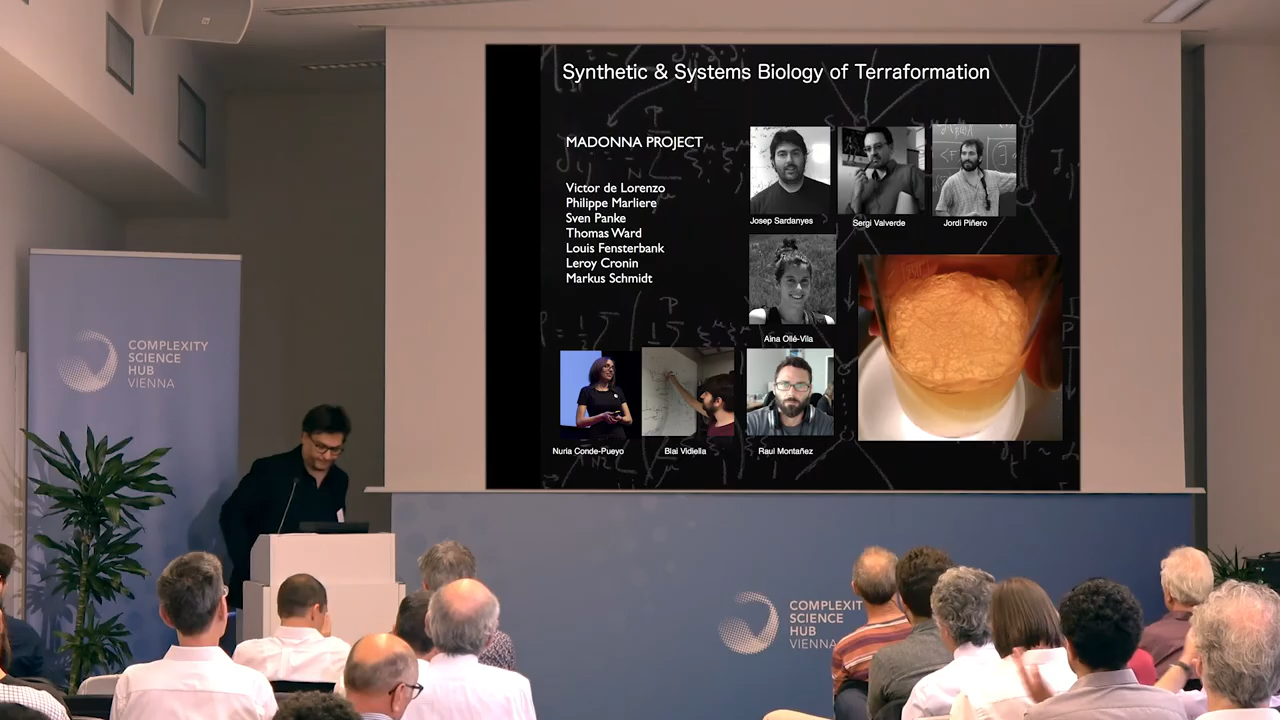 Synthetic & Systems Biology of Terraformation
MADONNA PROJECT
Victor de Lorenzo
Philippe Marliere
Sven Panke
Thomas Ward
Louis Fensterbank
Leroy Cronin
Markus Schmidt
Josep Sardanyes
Sergi Valverde
Jordi Piñero
Aina Ollé-Vila
Nuria Conde-Pueyo
Blai Vidiella
Raul Montañez
COMPLEXITY
SCIENCE
HUB
VIENNA
COMPLEXIT
SCIENCE
HUB
VIENNA